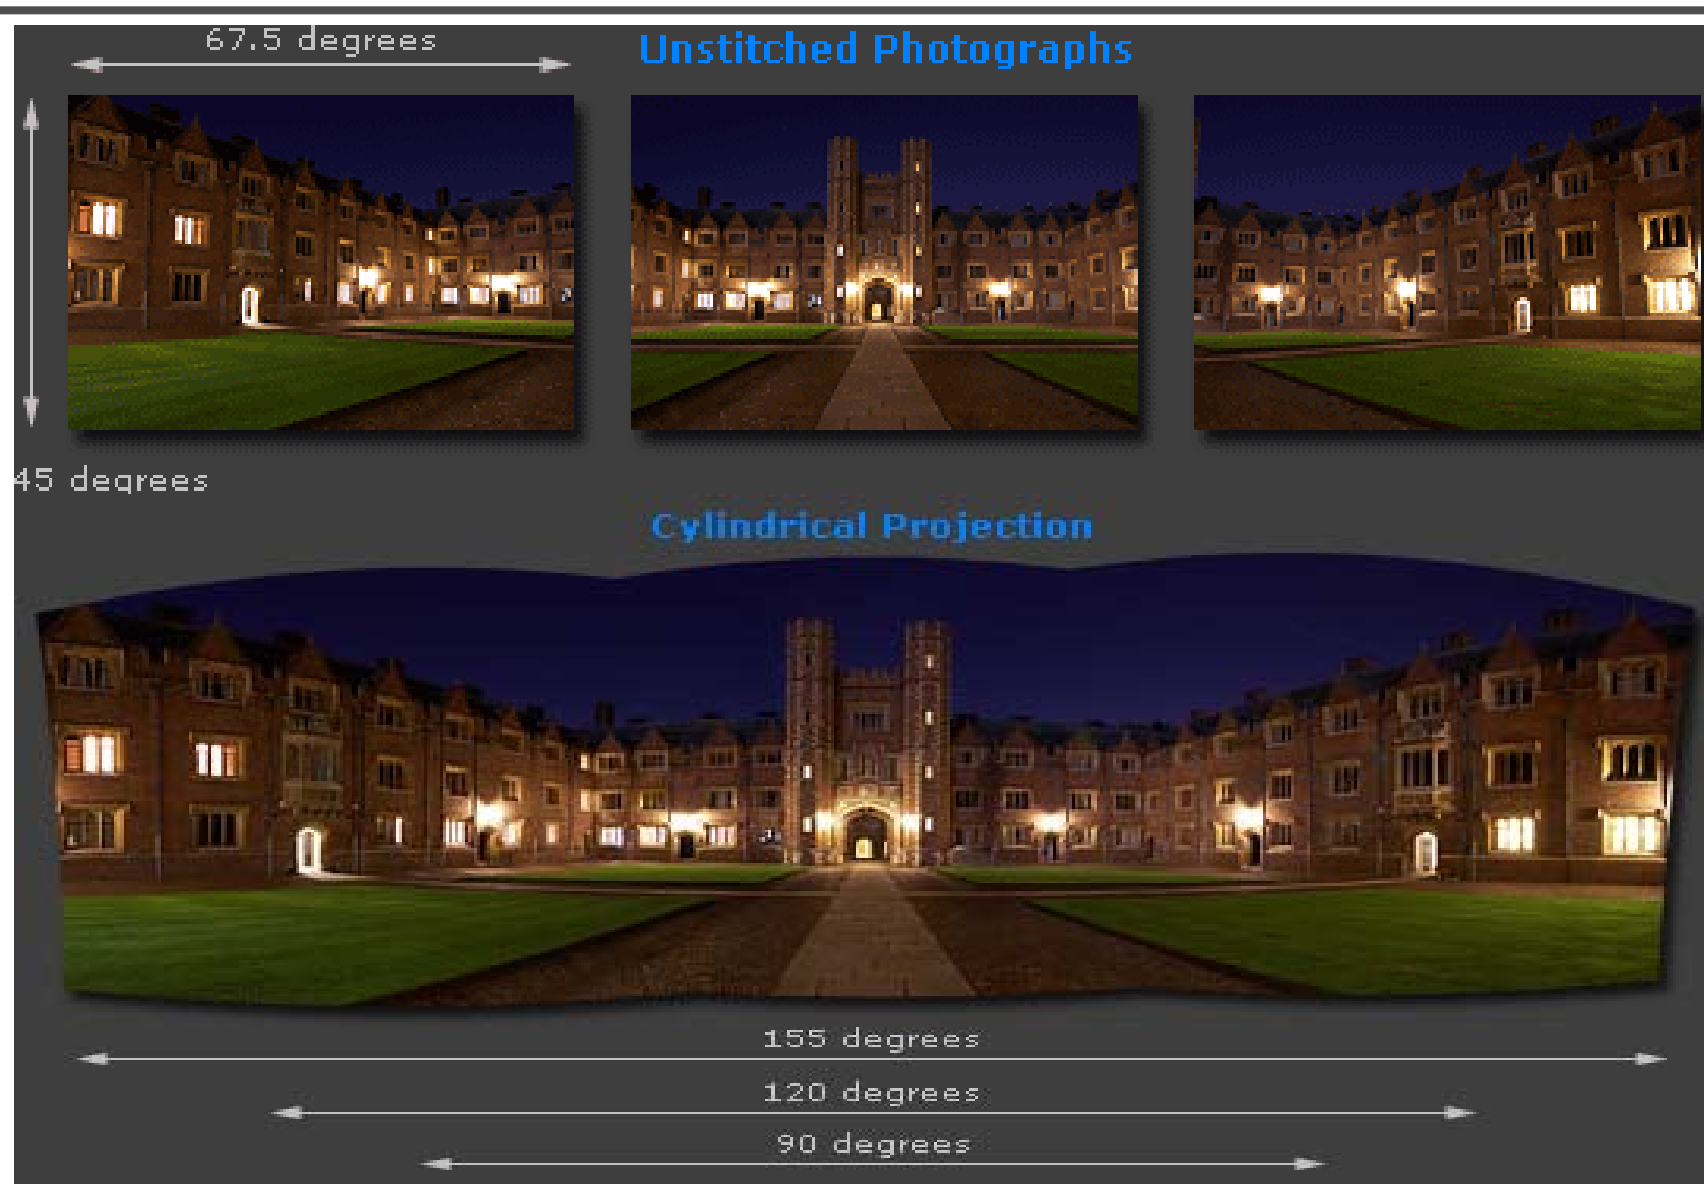 67.5 degrees
Unstitched Photographs
45 degrees
Cylindrical Projection
155 degrees
120 degrees
90 degrees